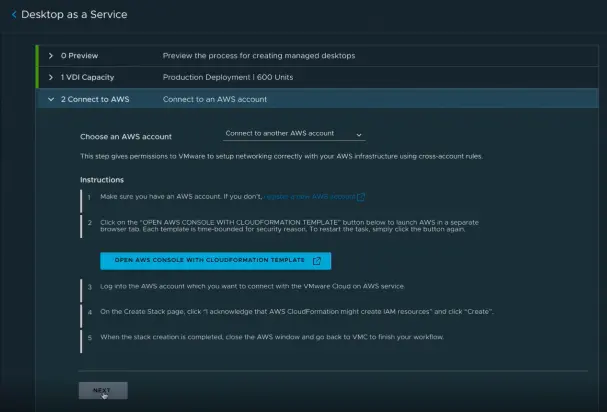 Desktop as a Service
0 Preview Preview the process for creating managed desktops
1 VDI Capacity Production Deployment | 600 Units
2 Connect to AWS Connect to an AWS account
Choose an AWS account Connect to another AWS account
This step gives permissions to VMware to setup networking correctly with your AWS infrastructure using cross-account rules.
Instructions
1 Make sure you have an AWS account. If you don't, register a new AWS account
2 Click on the "OPEN AWS CONSOLE WITH CLOUDFORMATION TEMPLATE" button below to launch AWS in a separate
browser tab. Each template is time-bounded for security reason. To restart the task, simply click the button again.
OPEN AWS CONSOLE WITH CLOUDFORMATION TEMPLATE
3 Log into the AWS account which you want to connect with the VMware Cloud on AWS service.
4 On the Create Stack page, click "I acknowledge that AWS CloudFormation might create IAM resources" and click "Create".
5 When the stack creation is completed, close the AWS window and go back to VMC to finish your workflow.
NEXT